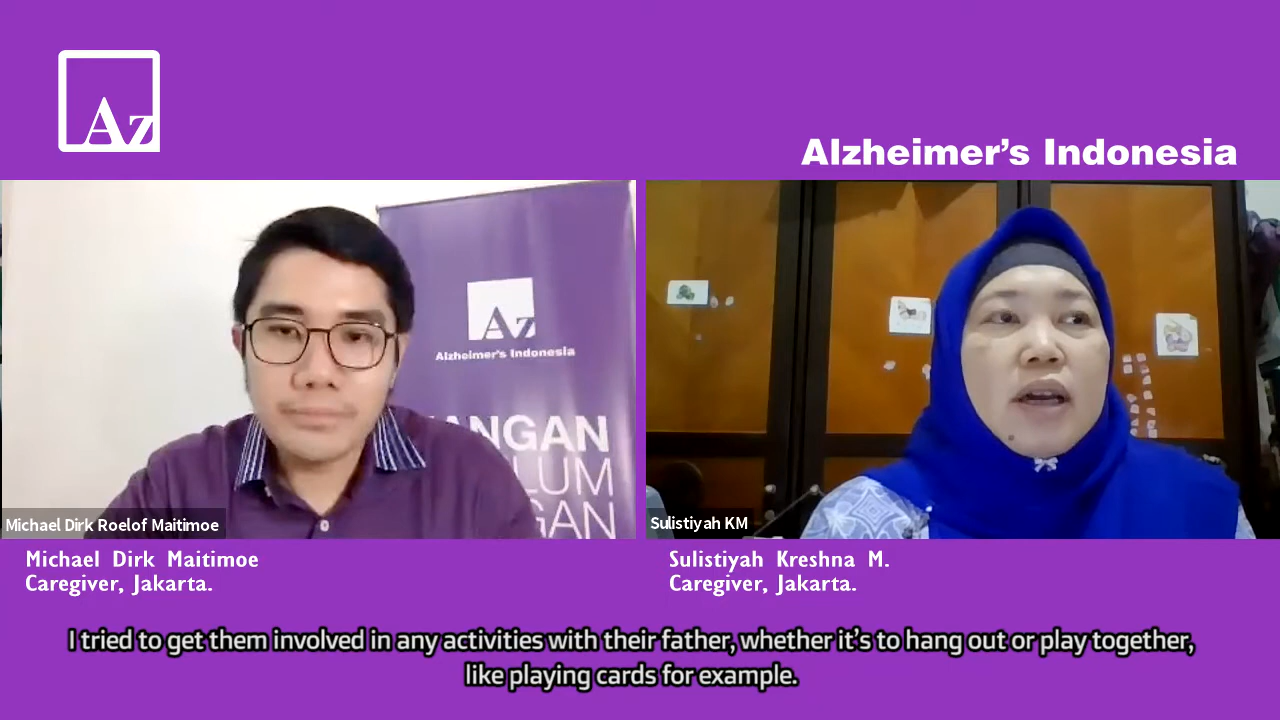 Az
Alzheimer's Indonesia
Az
Alzheimer's Indonesia
NGAN
LUM
GAN
Michael Dirk Roelof Maitimoe
Sulistiyah KM
Michael Dirk Maitimoe
Caregiver, Jakarta.
Sulistiyah Kreshna M.
Caregiver, Jakarta.
I tried to get them involved in any activities with their father, whether it's to hang out or play together,
like playing cards for example.